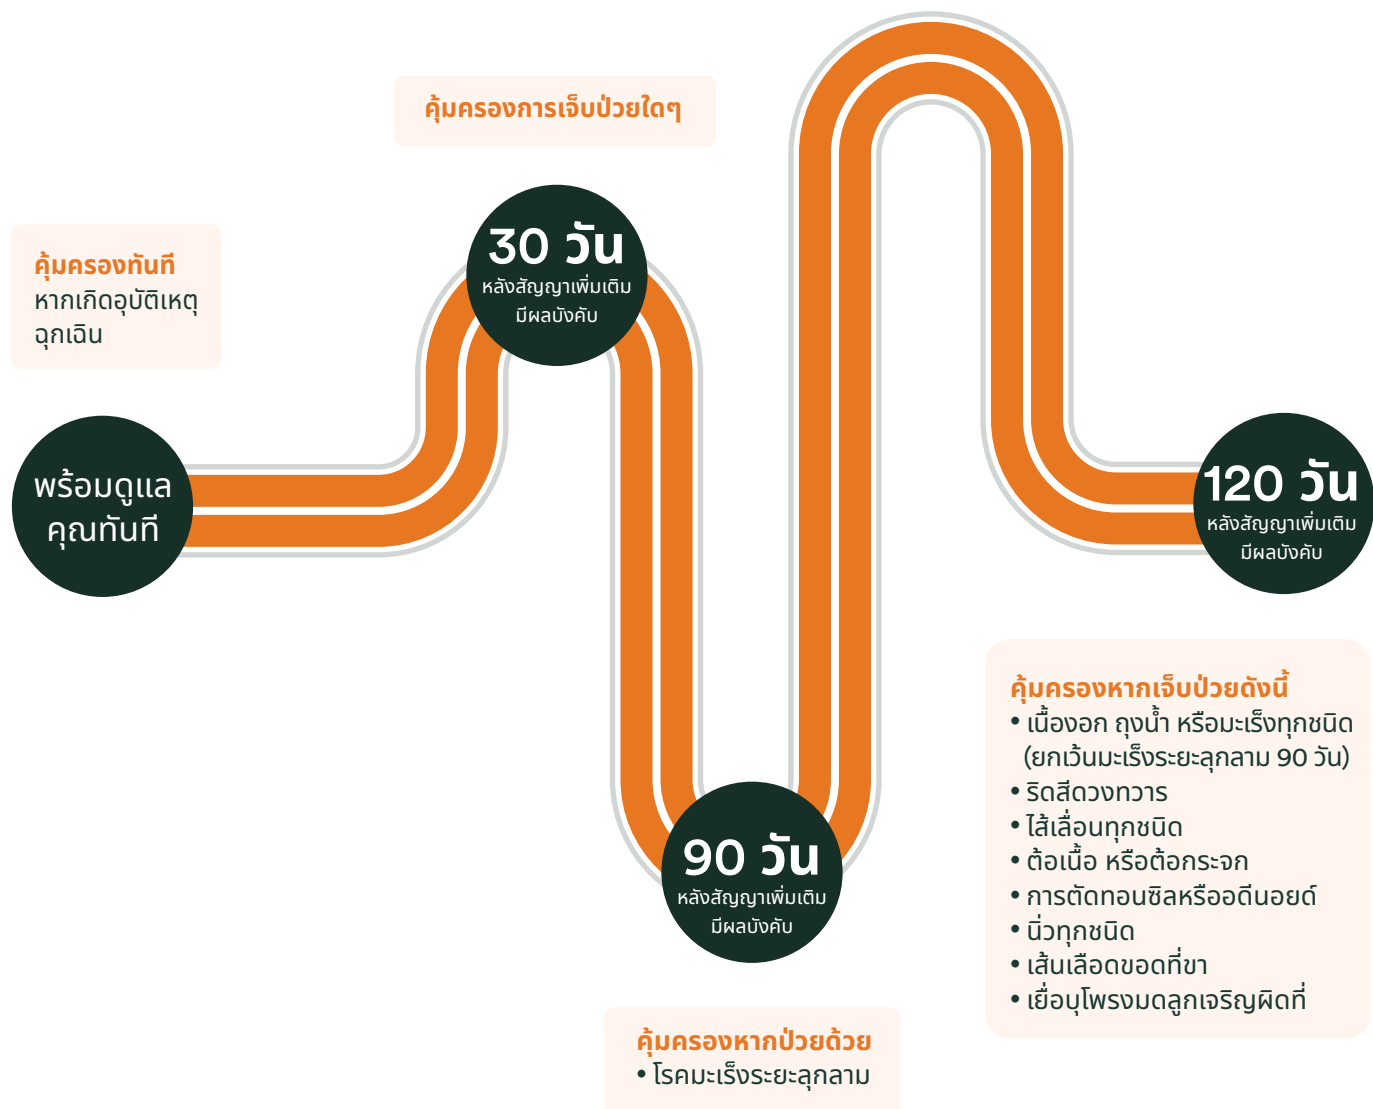 คุ้มครองการเจ็บป่วยใดๆ
คุ้มครองทันที
หากเกิดอุบัติเหตุ
ฉุกเฉิน
พร้อมดูแล
คุณทันที
30 วัน
หลังสัญญาเพิ่มเติม
มีผลบังคับ
90 วัน
หลังสัญญาเพิ่มเติม
มีผลบังคับ
คุ้มครองหากป่วยด้วย
• โรคมะเร็งระยะลุกลาม
120 วัน
หลังสัญญาเพิ่มเติม
มีผลบังคับ
คุ้มครองหากเจ็บป่วยดังนี้
• เนื้องอก ถุงน้ำ หรือมะเร็งทุกชนิด
(ยกเว้นมะเร็งระยะลุกลาม 90 วัน)
• ริดสีดวงทวาร
• ไส้เลื่อนทุกชนิด
• ต้อเนื้อ หรือต้อกระจก
• การตัดทอนซิลหรืออดีนอยด์
• นิ่วทุกชนิด
• เส้นเลือดขอดที่ขา
• เยื่อบุโพรงมดลูกเจริญผิดที่